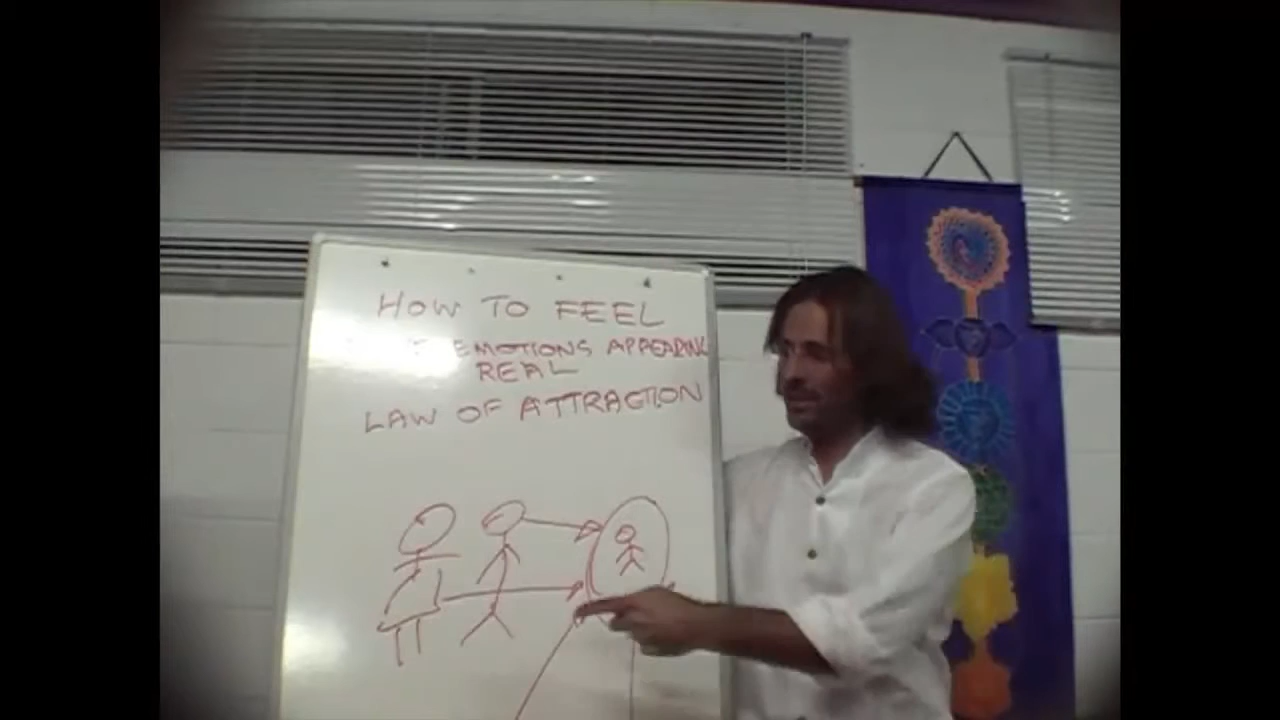 HOW TO FEEL
EMOTIONS APPEARING
REAL
LAW OF ATTRACTION